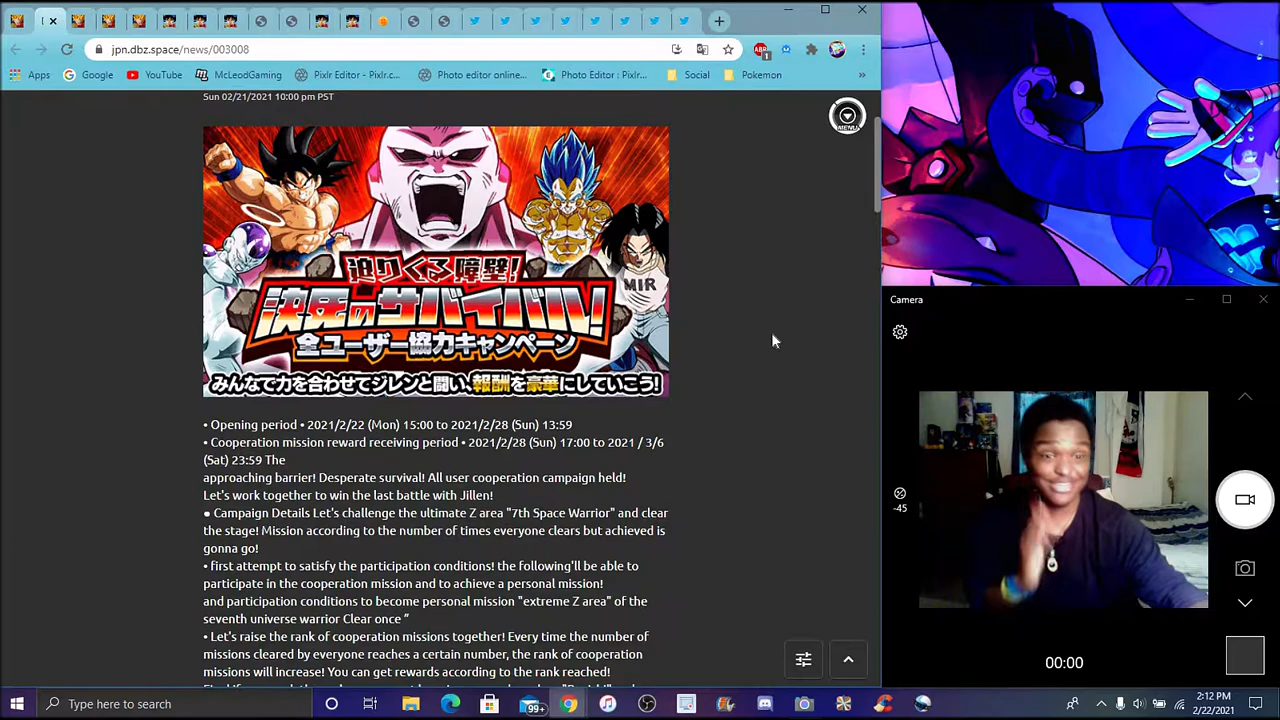 jpn.dbz.space/news/003008
Apps Google YouTube McLeodGaming Pixlr Editor - Pixlr.c... Photo editor online... Photo Editor : Pixlr... Social Pokemon »
Sun 02/21/2021 10:00 pm PST
MENU
MIR
迫りくる障壁!
決死のサバイバル!
全ユーザー協力キャンペーン
みんなで力を合わせてジレンと闘い、報酬を豪華にしていこう!
• Opening period • 2021/2/22 (Mon) 15:00 to 2021/2/28 (Sun) 13:59
• Cooperation mission reward receiving period • 2021/2/28 (Sun) 17:00 to 2021 / 3/6
(Sat) 23:59 The
approaching barrier! Desperate survival! All user cooperation campaign held!
Let's work together to win the last battle with Jillen!
● Campaign Details Let's challenge the ultimate Z area "7th Space Warrior" and clear
the stage! Mission according to the number of times everyone clears but achieved is
gonna go!
• first attempt to satisfy the participation conditions! the following'll be able to
participate in the cooperation mission and to achieve a personal mission!
and participation conditions to become personal mission "extreme Z area" of the
seventh universe warrior Clear once ”
• Let's raise the rank of cooperation missions together! Every time the number of
missions cleared by everyone reaches a certain number, the rank of cooperation
missions will increase! You can get rewards according to the rank reached!
Camera
-45
00:00
Type here to search
99+
2:12 PM
2/22/2021